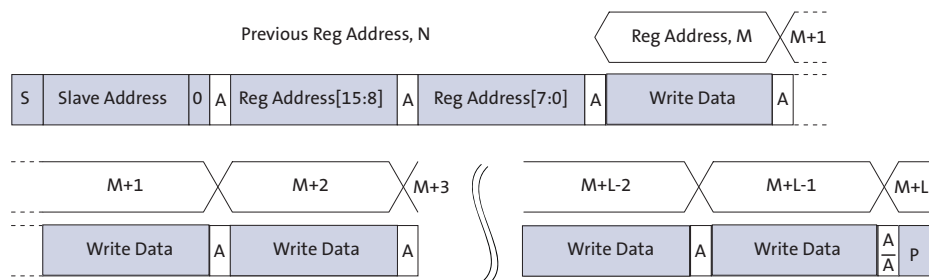 Previous Reg Address, N Reg Address, M M+1
S Slave Address 0 A Reg Address[15:8] A Reg Address[7:0] A Write Data A
M+1 M+2 M+3 M+L-2 M+L-1 M+L
Write Data A Write Data A Write Data A Write Data A P
A